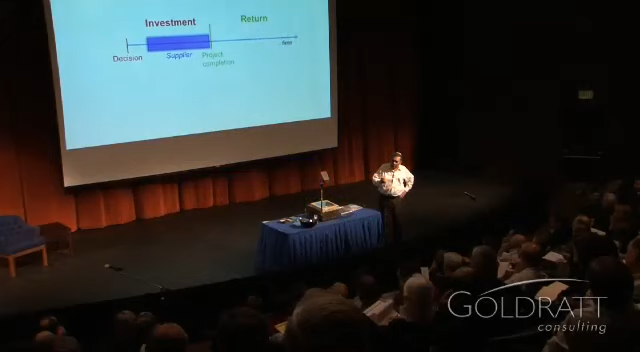 Investment
Return
time
Decision
Supplier
Project
completion
GOLDRATT
consulting